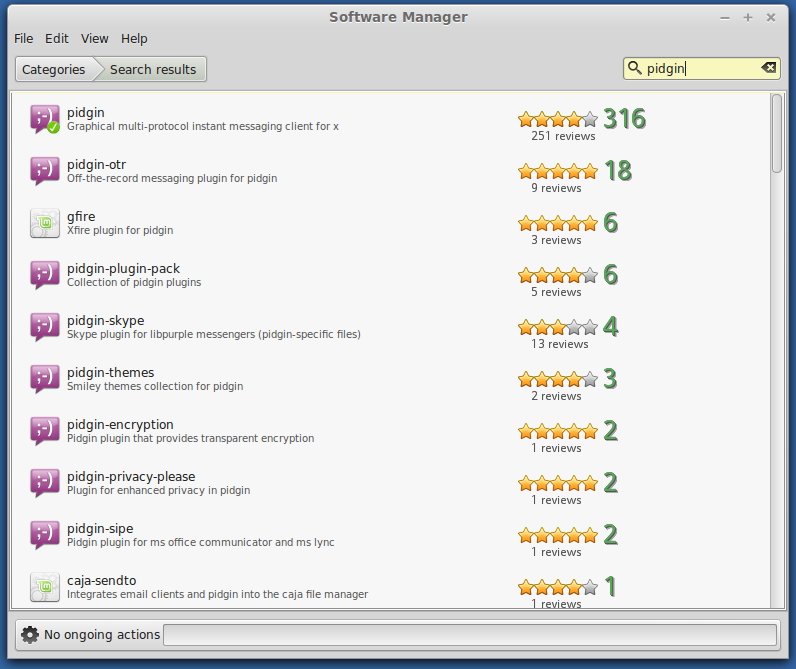 Software Manager
File Edit View Help
Categories Search results pidgin
pidgin
Graphical multi-protocol instant messaging client for x
316
251 reviews
pidgin-otr
Off-the-record messaging plugin for pidgin
18
9 reviews
gfire
Xfire plugin for pidgin
6
3 reviews
pidgin-plugin-pack
Collection of pidgin plugins
6
5 reviews
pidgin-skype
Skype plugin for libpurple messengers (pidgin-specific files)
4
13 reviews
pidgin-themes
Smiley themes collection for pidgin
3
2 reviews
pidgin-encryption
Pidgin plugin that provides transparent encryption
2
1 reviews
pidgin-privacy-please
Plugin for enhanced privacy in pidgin
2
1 reviews
pidgin-sipe
Pidgin plugin for ms office communicator and ms lync
2
1 reviews
caja-sendto
Integrates email clients and pidgin into the caja file manager
1
1 reviews
No ongoing actions